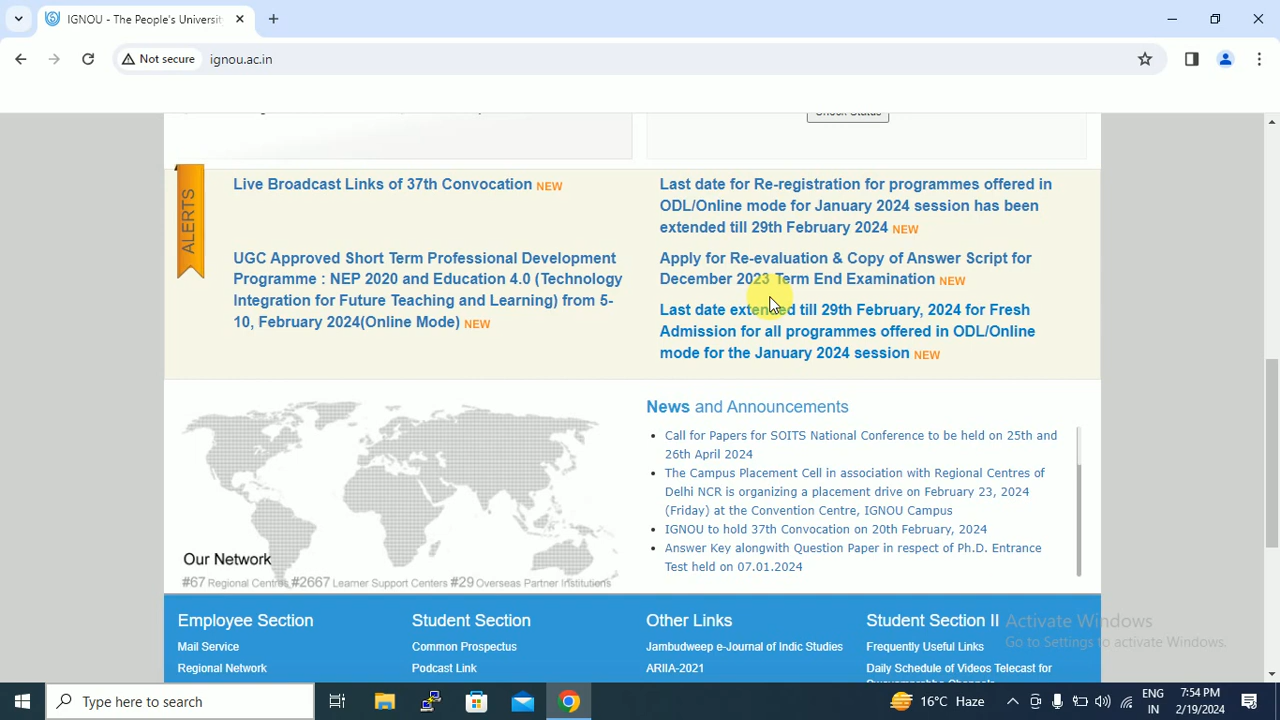 IGNOU - The People's Universit
Not secure
ignou.ac.in
ALERTS
Live Broadcast Links of 37th Convocation NEW
UGC Approved Short Term Professional Development
Programme : NEP 2020 and Education 4.0 (Technology
Integration for Future Teaching and Learning) from 5-
10, February 2024(Online Mode) NEW
Last date for Re-registration for programmes offered in
ODL/Online mode for January 2024 session has been
extended till 29th February 2024 NEW
Apply for Re-evaluation & Copy of Answer Script for
December 2023 Term End Examination NEW
Last date extended till 29th February, 2024 for Fresh
Admission for all programmes offered in ODL/Online
mode for the January 2024 session NEW
Our Network
#67 Regional Centres #2667 Learner Support Centers #29 Overseas Partner Institutions
News and Announcements
Call for Papers for SOITS National Conference to be held on 25th and
26th April 2024
The Campus Placement Cell in association with Regional Centres of
Delhi NCR is organizing a placement drive on February 23, 2024
(Friday) at the Convention Centre, IGNOU Campus
IGNOU to hold 37th Convocation on 20th February, 2024
Answer Key alongwith Question Paper in respect of Ph.D. Entrance
Test held on 07.01.2024
Employee Section
Mail Service
Regional Network
Student Section
Common Prospectus
Podcast Link
Other Links
Jambudweep e-Journal of Indic Studies
ARIIA-2021
Student Section II
Frequently Useful Links
Daily Schedule of Videos Telecast for
Activate Windows
Go to Settings to activate Windows.
Type here to search
16°C Haze
ENG
IN
7:54 PM
2/19/2024